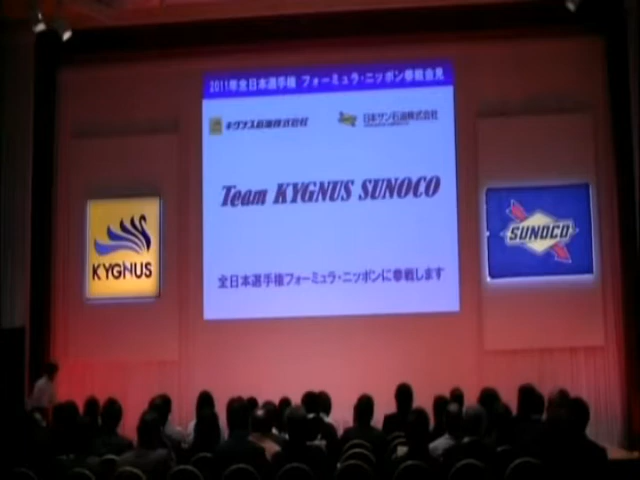 2011年全日本選手権 フォーミュラ・ニッポン参戦会見
キグナス石油株式会社
日本サン石油株式会社
Team KYGNUS SUNOCO
KYGNUS
SUNOCO
全日本選手権フォーミュラ・ニッポンに参戦します